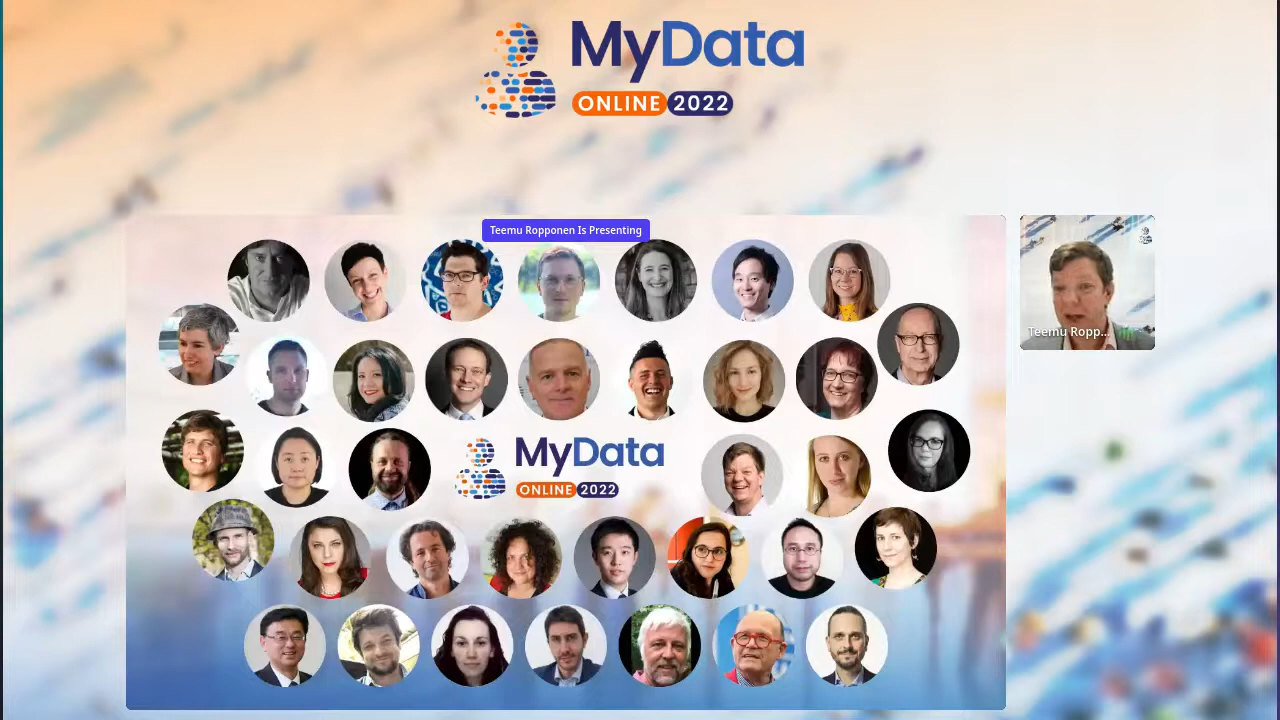 MyData
ONLINE 2022
Teemu Ropponen Is Presenting
Teemu Ropp...
MyData
ONLINE 2022